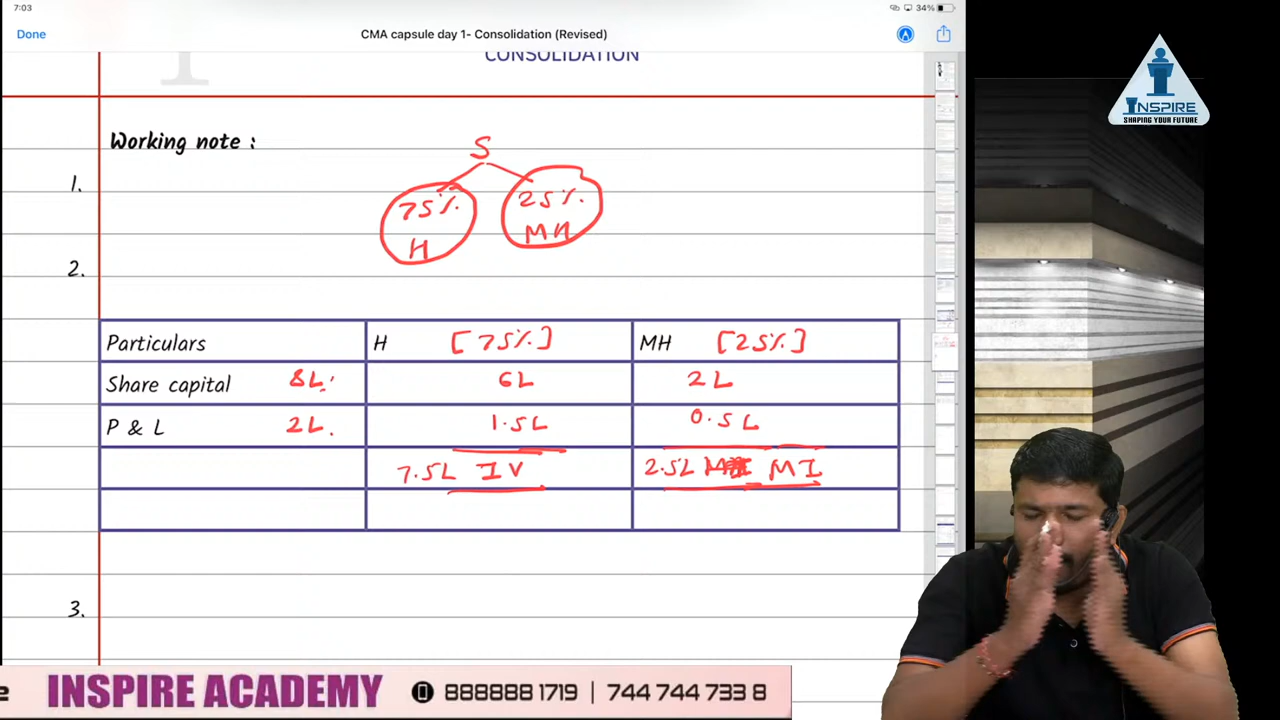 7:03
34%
Done
CMA capsule day 1- Consolidation (Revised)
CONSOLIDATION
INSPIRE
SHAPING YOUR FUTURE
Working note :
S
1.
75%
H
25%
MH
2.
Particulars H [75%] MH [25%]
Share capital 8L. 6L 2L
P & L 2L. 1.5L 0.5L
7.5L IV 2.5L MI
3.
INSPIRE ACADEMY 888888 1719 | 744 744 733 8